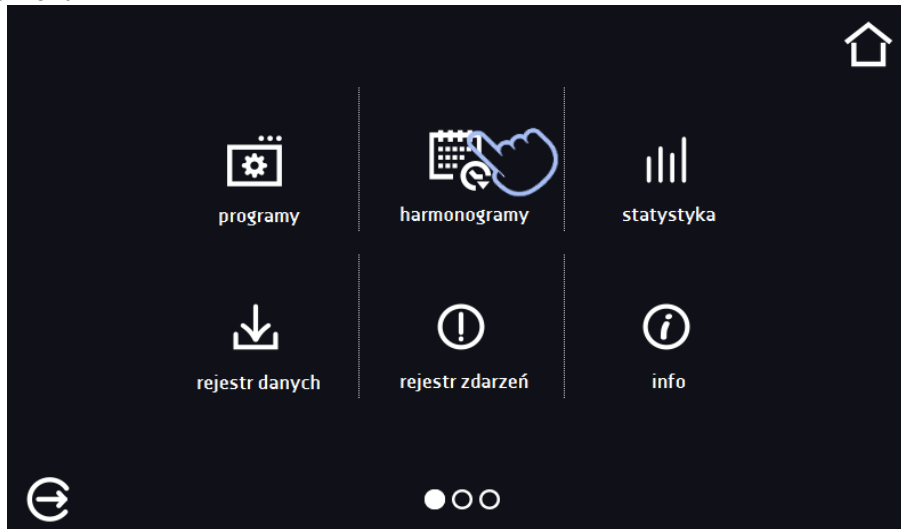 programy
harmonogramy
statystyka
rejestr danych
rejestr zdarzeń
info